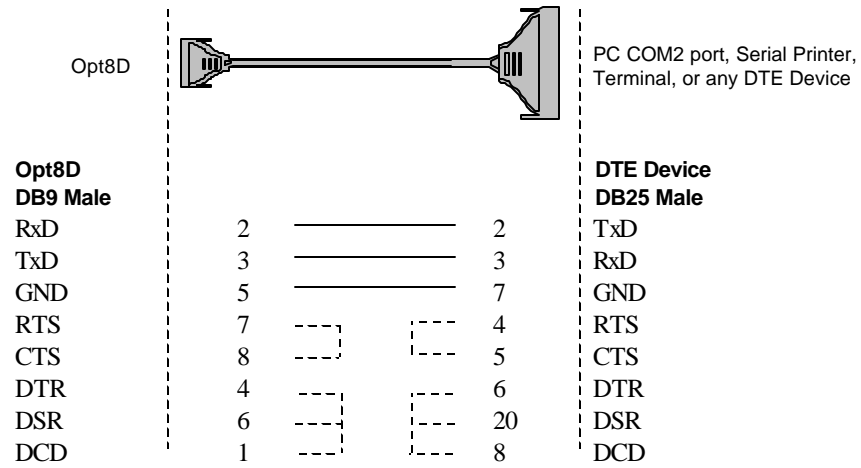 Opt8D
PC COM2 port, Serial Printer,
Terminal, or any DTE Device
Opt8D DTE Device
DB9 Male DB25 Male
RxD 2 2 TxD
TxD 3 3 RxD
GND 5 7 GND
RTS 7 4 RTS
CTS 8 5 CTS
DTR 4 6 DTR
DSR 6 20 DSR
DCD 1 8 DCD